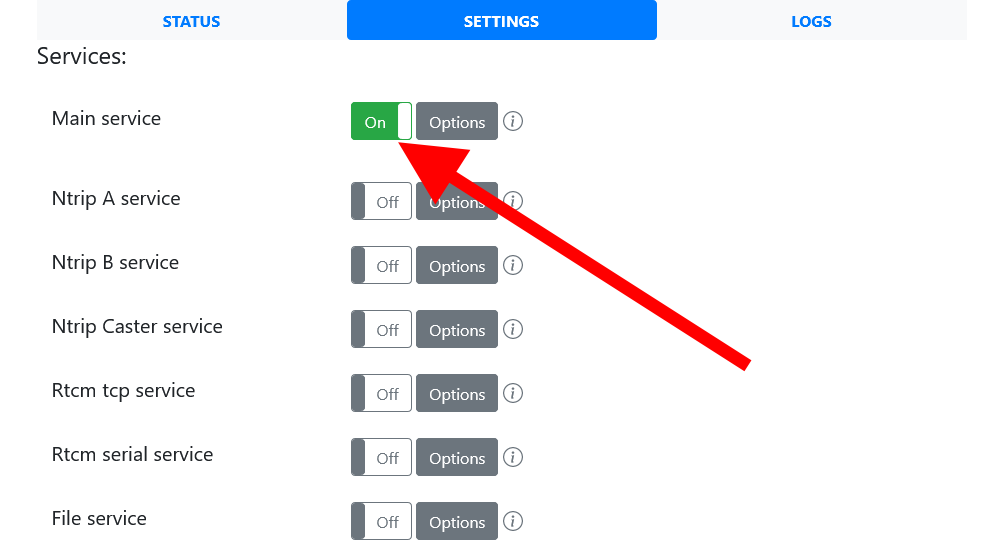 STATUS SETTINGS LOGS
Services:
Main service On Options
Ntrip A service Off Options
Ntrip B service Off Options
Ntrip Caster service Off Options
Rtcm tcp service Off Options
Rtcm serial service Off Options
File service Off Options